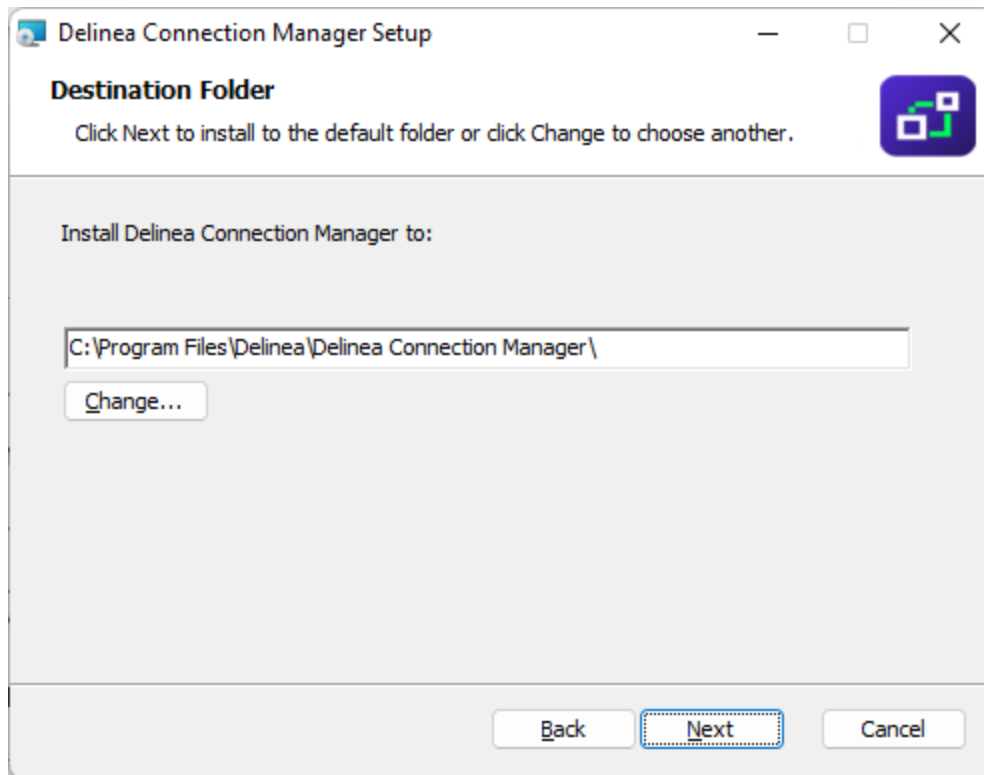 Delinea Connection Manager Setup
Destination Folder
Click Next to install to the default folder or click Change to choose another.
Install Delinea Connection Manager to:
C:\Program Files\Delinea\Delinea Connection Manager\
Change...
Back Next Cancel